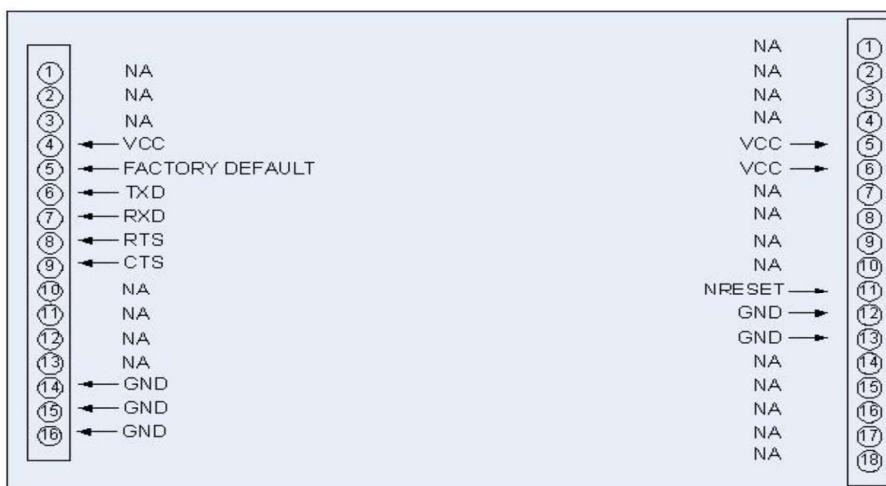 1 NA
2 NA
3 NA
4 VCC
5 FACTORY DEFAULT
6 TXD
7 RXD
8 RTS
9 CTS
10 NA
11 NA
12 NA
13 NA
14 GND
15 GND
16 GND
NA 1
NA 2
NA 3
NA 4
VCC 5
VCC 6
NA 7
NA 8
NA 9
NA 10
NRESET 11
GND 12
GND 13
NA 14
NA 15
NA 16
NA 17
NA 18